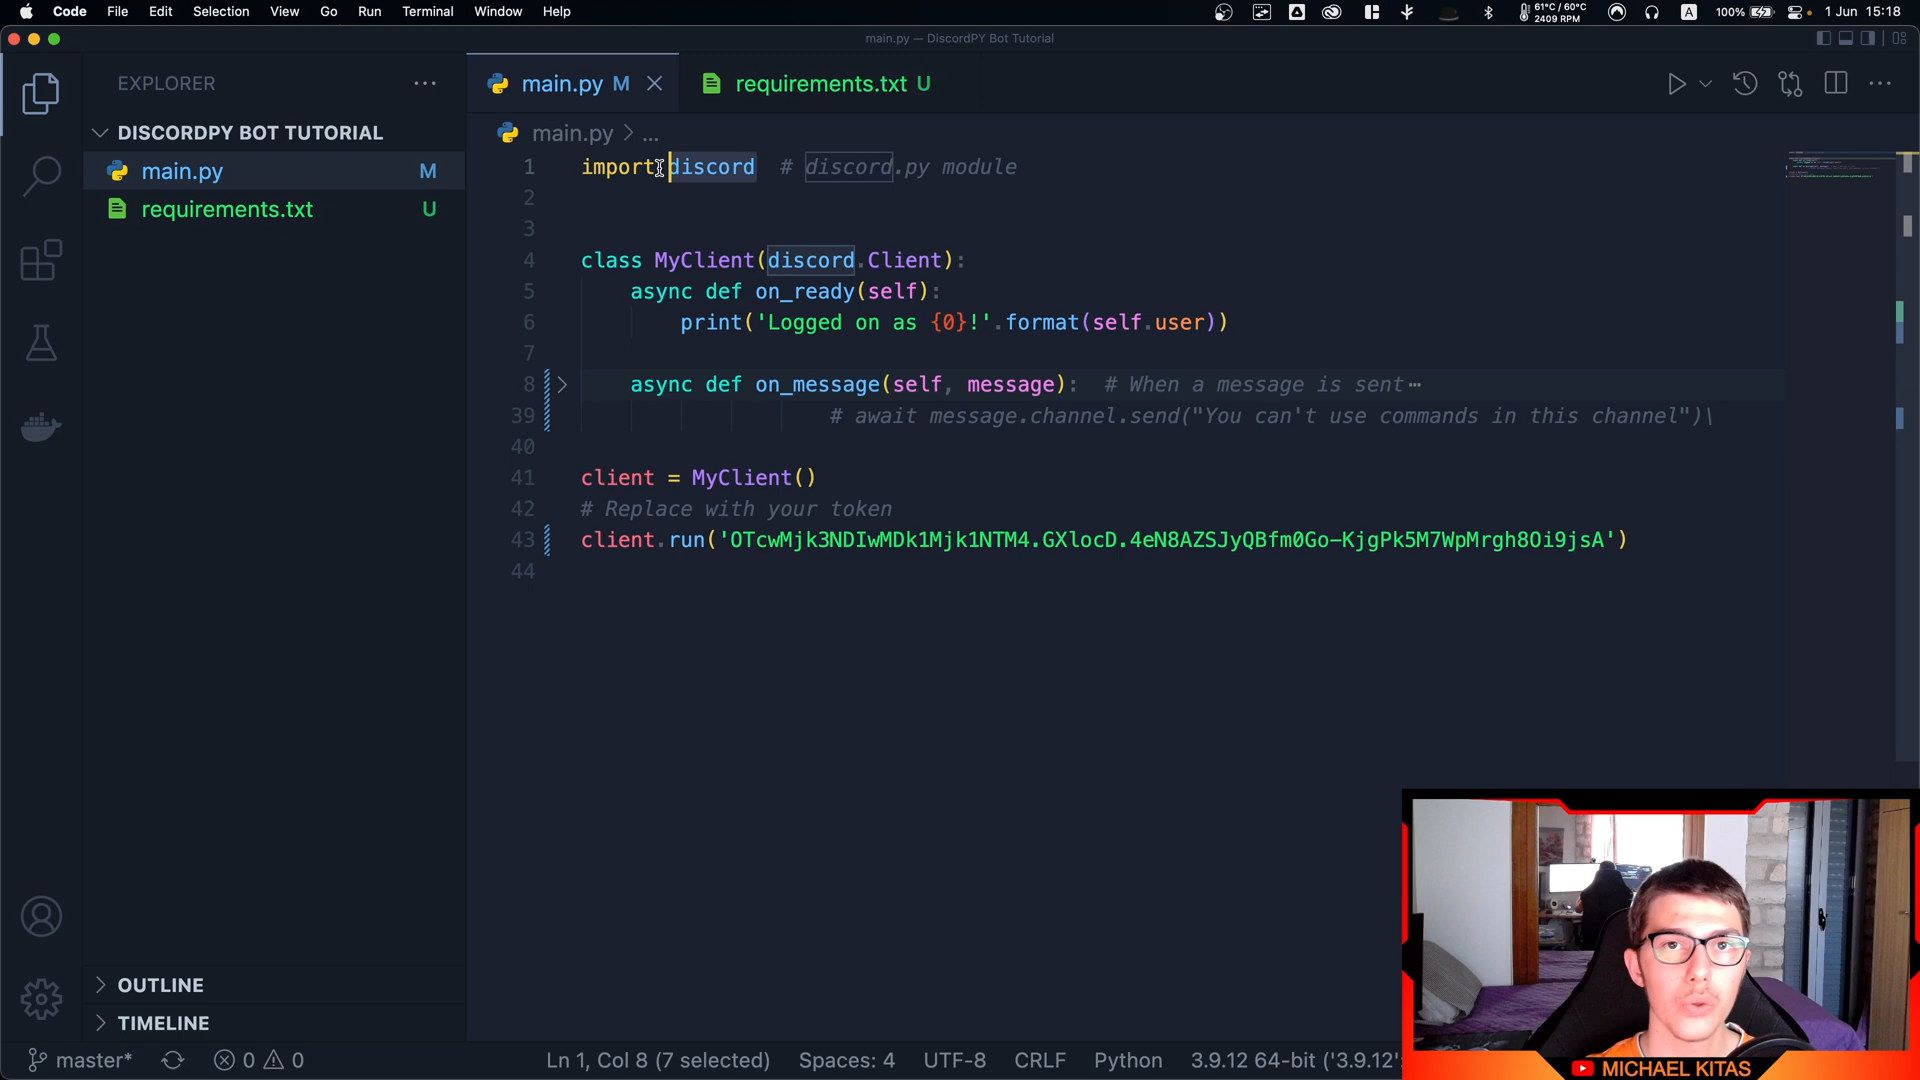 Code File Edit Selection View Go Run Terminal Window Help
61°C / 60°C
2409 RPM
A 100% 1 Jun 15:18
main.py — DiscordPY Bot Tutorial
EXPLORER
main.py M
requirements.txt U
DISCORDPY BOT TUTORIAL
main.py > ...
main.py M
requirements.txt U
1 import discord # discord.py module
2
3
4 class MyClient(discord.Client):
5 async def on_ready(self):
6 print('Logged on as {0}!'.format(self.user))
7
8 async def on_message(self, message): # When a message is sent…
39 # await message.channel.send("You can't use commands in this channel")\
40
41 client = MyClient()
42 # Replace with your token
43 client.run('OTcwMjk3NDIwMDk1Mjk1NTM4.GXlocD.4eN8AZSJyQBfm0Go-KjgPk5M7WpMrgh8Oi9jsA')
44
OUTLINE
TIMELINE
master* 0 0
Ln 1, Col 8 (7 selected) Spaces: 4 UTF-8 CRLF Python 3.9.12 64-bit ('3.9.12':
MICHAEL KITAS